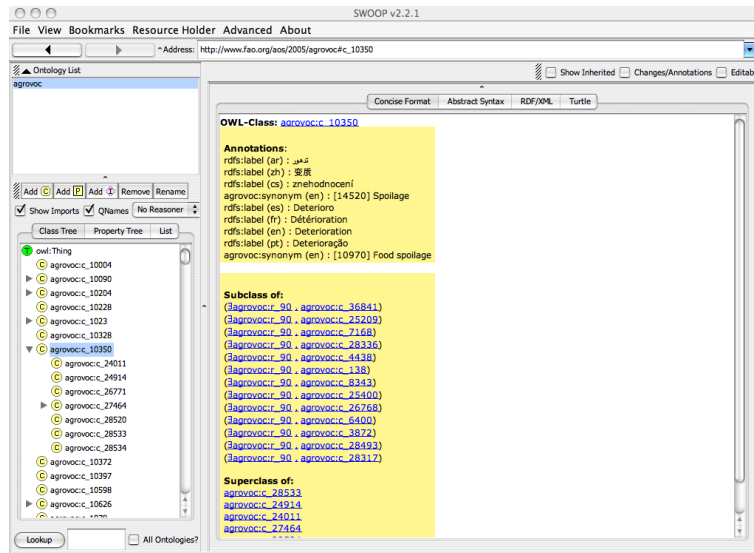 SWOOP v2.2.1
File View Bookmarks Resource Holder Advanced About
Address: http://www.fao.org/aos/2005/agrovoc#c_10350
Ontology List
Show Inherited Changes/Annotations Editab
agrovoc
Concise Format Abstract Syntax RDF/XML Turtle
OWL-Class: agrovoc:c_10350
Annotations:
rdfs:label (ar) : تدهور
rdfs:label (zh) : 变质
rdfs:label (cs) : znehodnocení
agrovoc:synonym (en) : [14520] Spoilage
rdfs:label (es) : Deterioro
rdfs:label (fr) : Détérioration
rdfs:label (en) : Deterioration
rdfs:label (pt) : Deterioração
agrovoc:synonym (en) : [10970] Food spoilage
Add C Add P Add I Remove Rename
Show Imports QNames No Reasoner
Class Tree Property Tree List
T owl:Thing
C agrovoc:c_10004
C agrovoc:c_10090
C agrovoc:c_10204
C agrovoc:c_10228
C agrovoc:c_1023
C agrovoc:c_10328
C agrovoc:c_10350
C agrovoc:c_24011
C agrovoc:c_24914
C agrovoc:c_26771
C agrovoc:c_27464
C agrovoc:c_28520
C agrovoc:c_28533
C agrovoc:c_28534
C agrovoc:c_10372
C agrovoc:c_10397
C agrovoc:c_10598
C agrovoc:c_10626
Subclass of:
(∃agrovoc:r_90 . agrovoc:c_36841)
(∃agrovoc:r_90 . agrovoc:c_25209)
(∃agrovoc:r_90 . agrovoc:c_7168)
(∃agrovoc:r_90 . agrovoc:c_28336)
(∃agrovoc:r_90 . agrovoc:c_4438)
(∃agrovoc:r_90 . agrovoc:c_138)
(∃agrovoc:r_90 . agrovoc:c_8343)
(∃agrovoc:r_90 . agrovoc:c_25400)
(∃agrovoc:r_90 . agrovoc:c_26768)
(∃agrovoc:r_90 . agrovoc:c_6400)
(∃agrovoc:r_90 . agrovoc:c_3872)
(∃agrovoc:r_90 . agrovoc:c_28493)
(∃agrovoc:r_90 . agrovoc:c_28317)
Superclass of:
agrovoc:c_28533
agrovoc:c_24914
agrovoc:c_24011
agrovoc:c_27464
Lookup All Ontologies?